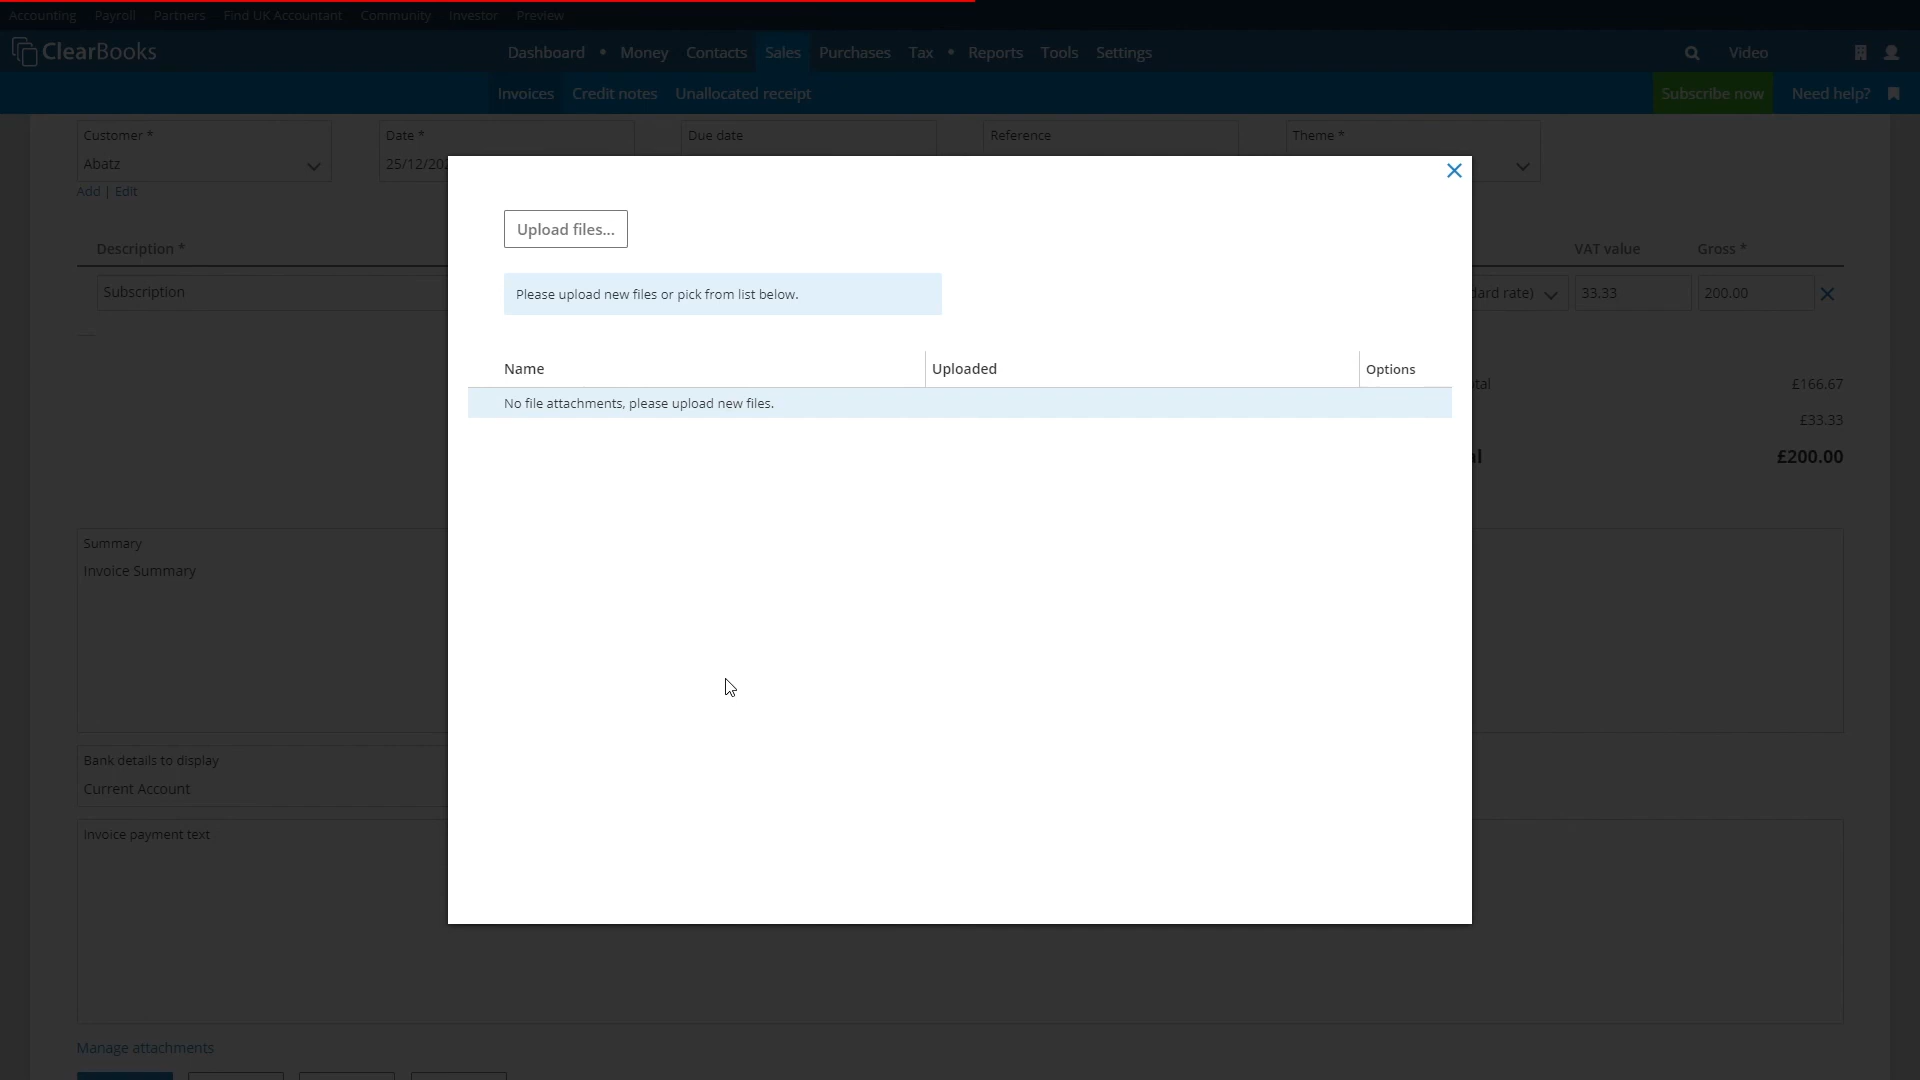 Accounting Payroll Partners Find UK Accountant Community Investor Preview
ClearBooks Dashboard • Money Contacts Sales Purchases Tax • Reports Tools Settings Video
Invoices Credit notes Unallocated receipt Subscribe now Need help?
Customer * Date * Due date Reference Theme *
Abatz 25/12/202
Add | Edit
Upload files...
Description * VAT value Gross *
Please upload new files or pick from list below.
Subscription dard rate) 33.33 200.00
Name Uploaded Options
£166.67
No file attachments, please upload new files.
£33.33
£200.00
Summary
Invoice Summary
Bank details to display
Current Account
Invoice payment text
Manage attachments